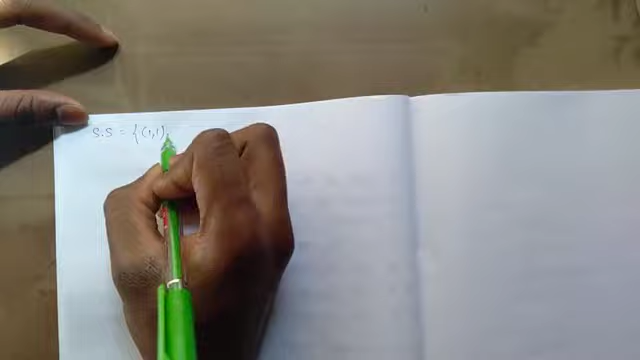 S.S = {(1,1)